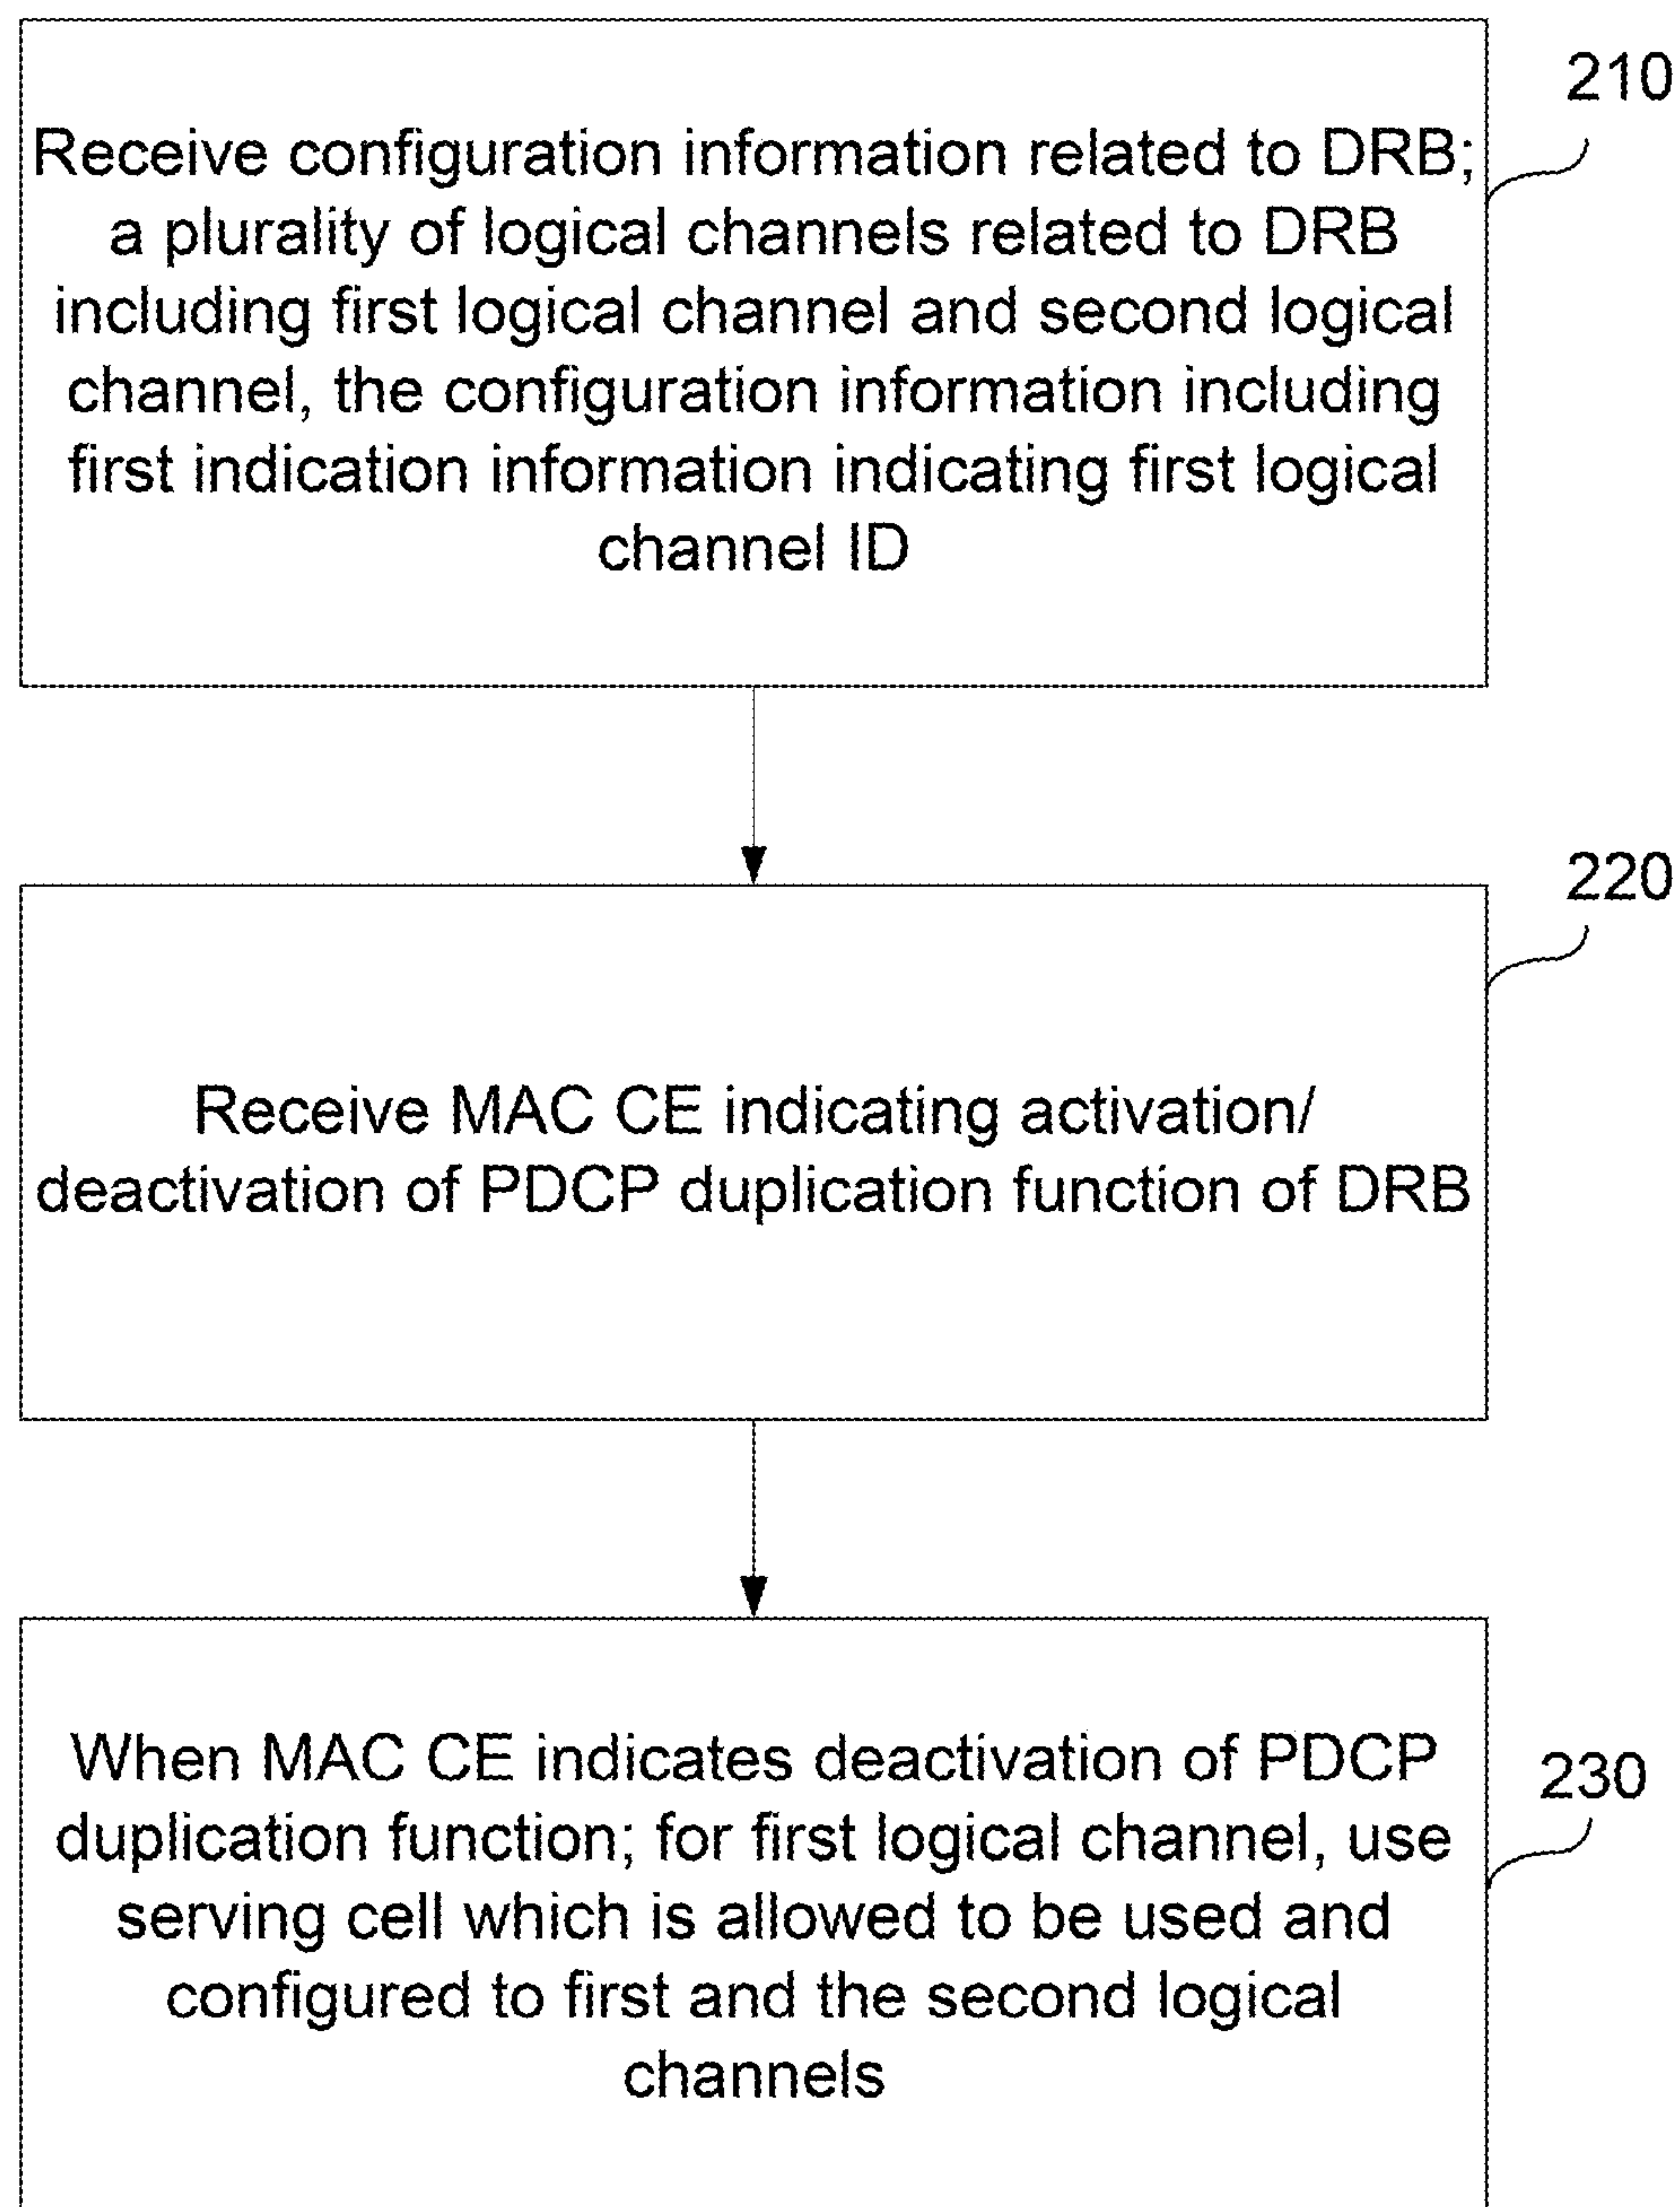 210
Receive configuration information related to DRB;
a plurality of logical channels related to DRB
including first logical channel and second logical
channel, the configuration information including
first indication information indicating first logical
channel ID
220
Receive MAC CE indicating activation/
deactivation of PDCP duplication function of DRB
230
When MAC CE indicates deactivation of PDCP
duplication function; for first logical channel, use
serving cell which is allowed to be used and
configured to first and the second logical
channels